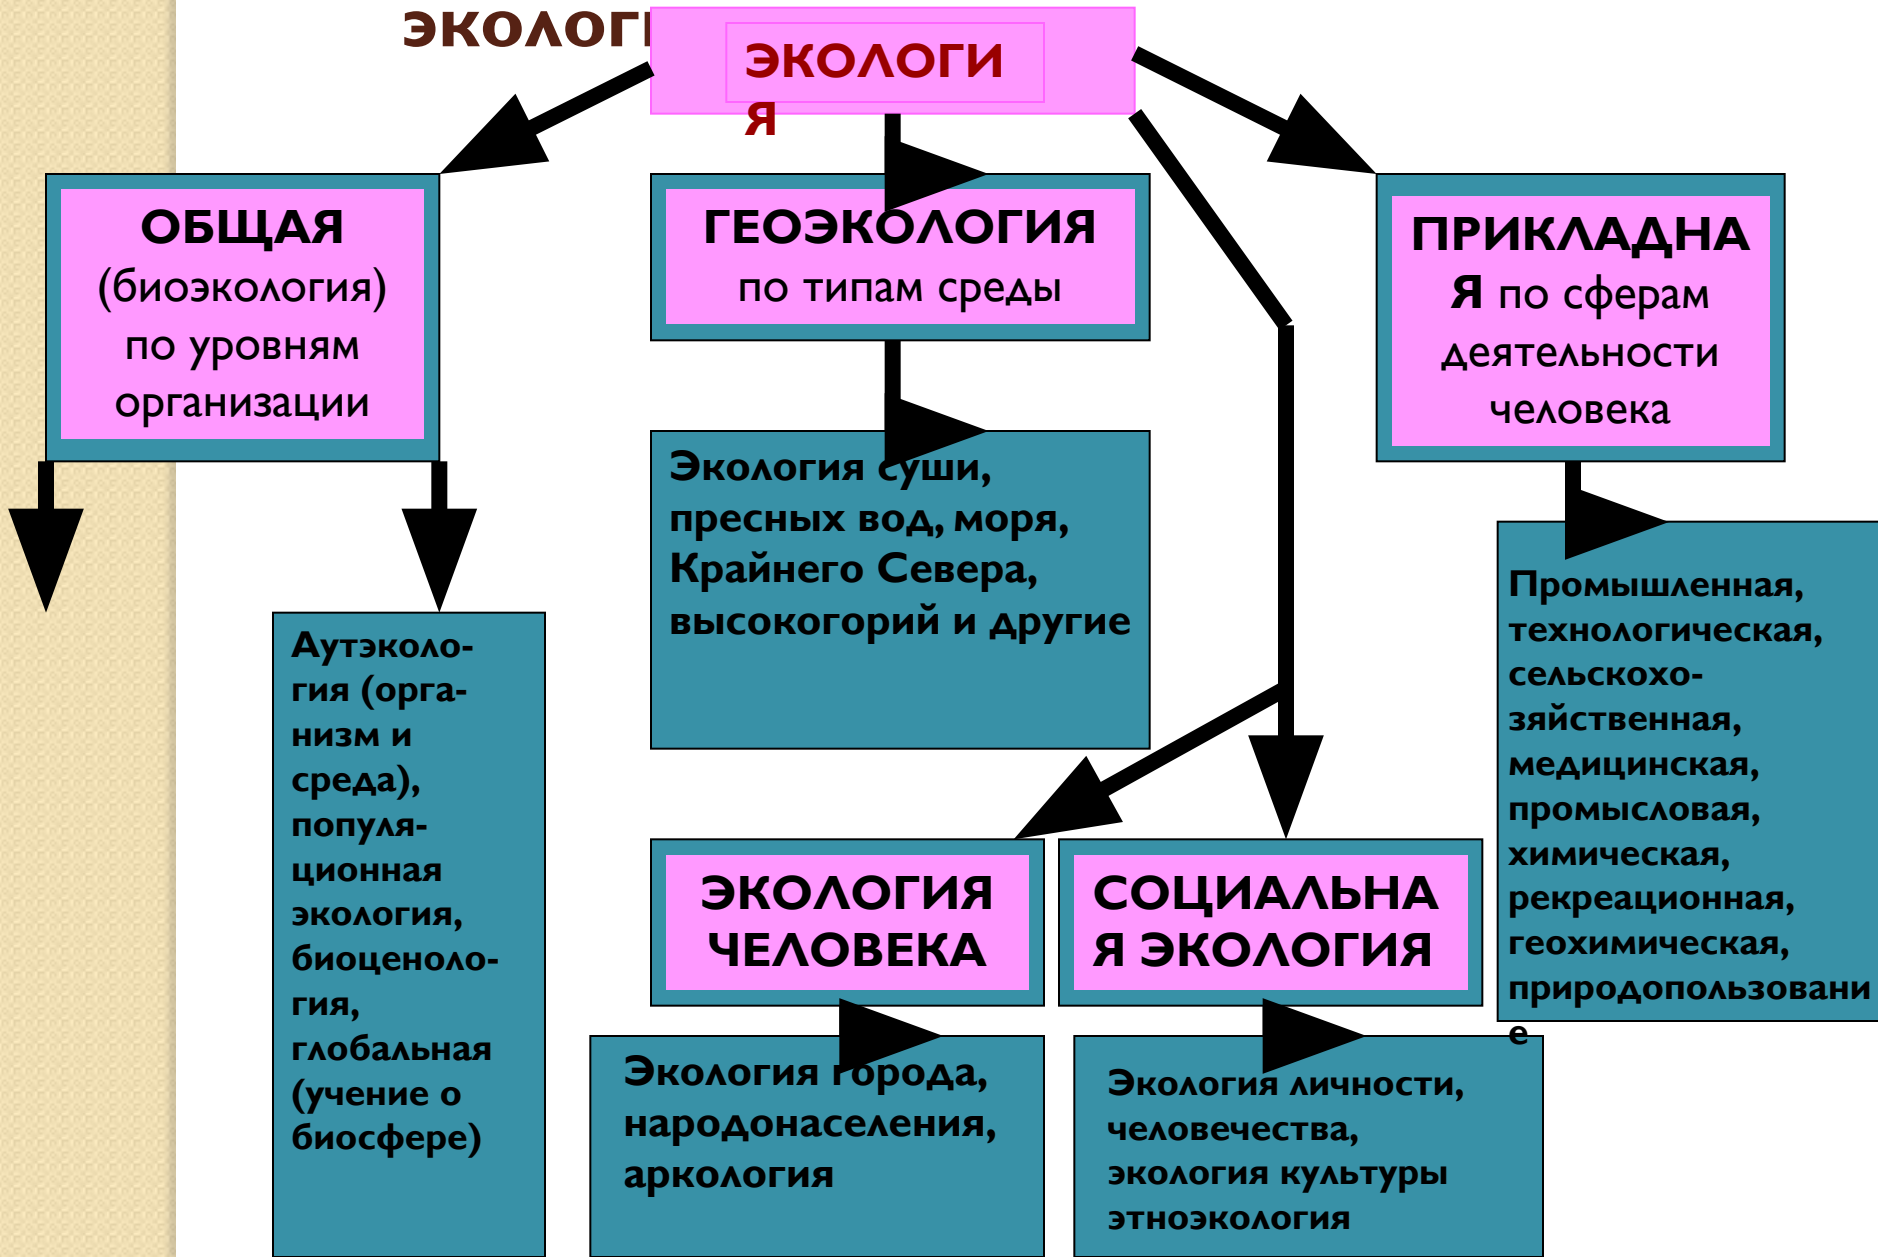 ЭКОЛОГИ
Я
ОБЩАЯ
(биоэкология)
по уровням
организации
ГЕОЭКОЛОГИЯ
по типам среды
ПРИКЛАДНА
Я по сферам
деятельности
человека
Экология суши,
пресных вод, моря,
Крайнего Севера,
высокогорий и другие
Аутэколо-
гия (орга-
низм и
среда),
популя-
ционная
экология,
биоценоло-
гия,
глобальная
(учение о
биосфере)
Промышленная,
технологическая,
сельскохо-
зяйственная,
медицинская,
промысловая,
химическая,
рекреационная,
геохимическая,
природопользовани
е
ЭКОЛОГИЯ
ЧЕЛОВЕКА
СОЦИАЛЬНА
Я ЭКОЛОГИЯ
Экология города,
народонаселения,
аркология
Экология личности,
человечества,
экология культуры
этноэкология